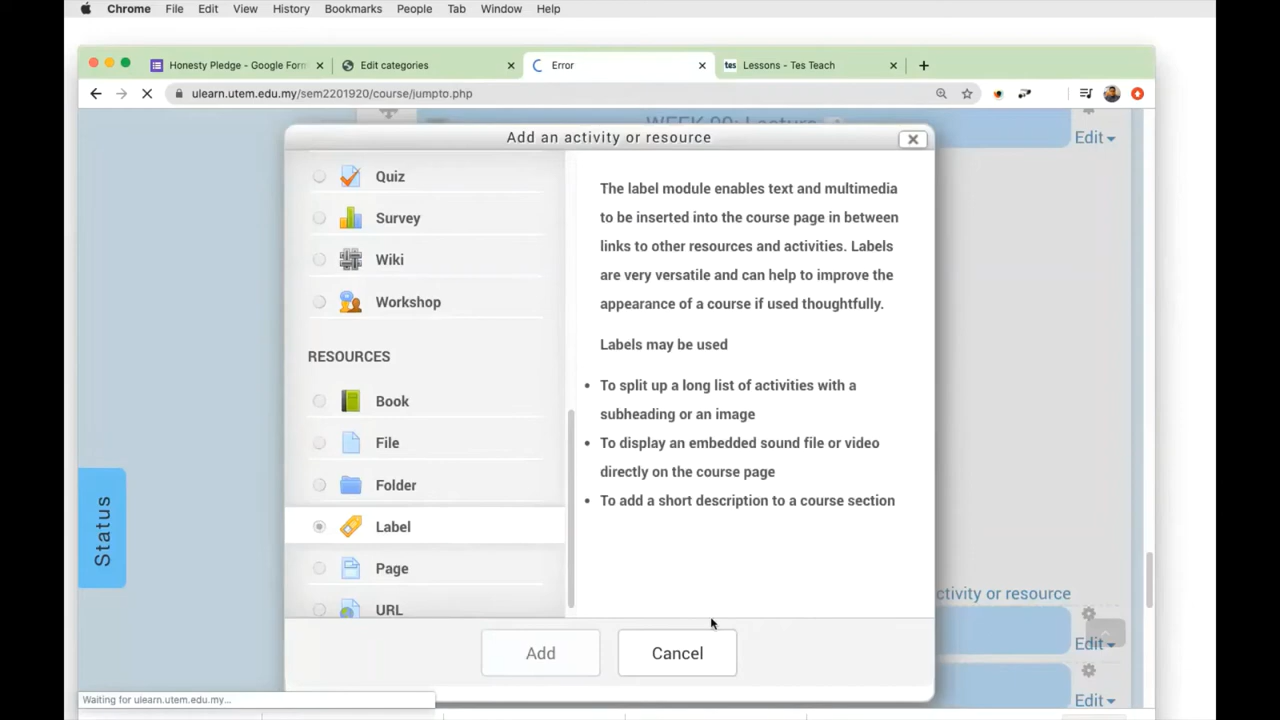 Chrome File Edit View History Bookmarks People Tab Window Help
Honesty Pledge - Google Form
Edit categories
Error
tes Lessons - Tes Teach
ulearn.utem.edu.my/sem2201920/course/jumpto.php
Edit
Add an activity or resource
Quiz
Survey
Wiki
Workshop
RESOURCES
Book
File
Folder
Label
Page
URL
The label module enables text and multimedia
to be inserted into the course page in between
links to other resources and activities. Labels
are very versatile and can help to improve the
appearance of a course if used thoughtfully.
Labels may be used
• To split up a long list of activities with a
subheading or an image
• To display an embedded sound file or video
directly on the course page
• To add a short description to a course section
Status
ctivity or resource
Edit
Add
Cancel
Edit
Waiting for ulearn.utem.edu.my...